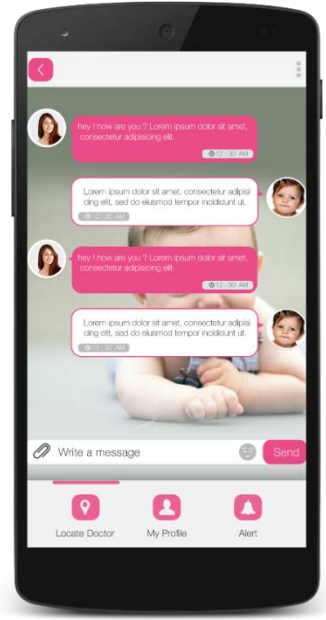 hey ! how are you ? Lorem ipsum dolor sit amet,
consectetur adipisicing elit.
12 : 30 AM
Lorem ipsum dolor sit amet, consectetur adipisi
cing elit, sed do eiusmod tempor incididunt ut.
12 : 30 AM
hey ! how are you ? Lorem ipsum dolor sit amet,
consectetur adipisicing elit.
12 : 30 AM
Lorem ipsum dolor sit amet, consectetur adipisi
cing elit, sed do eiusmod tempor incididunt ut.
12 : 30 AM
Write a message
Send
Locate Doctor
My Profile
Alert